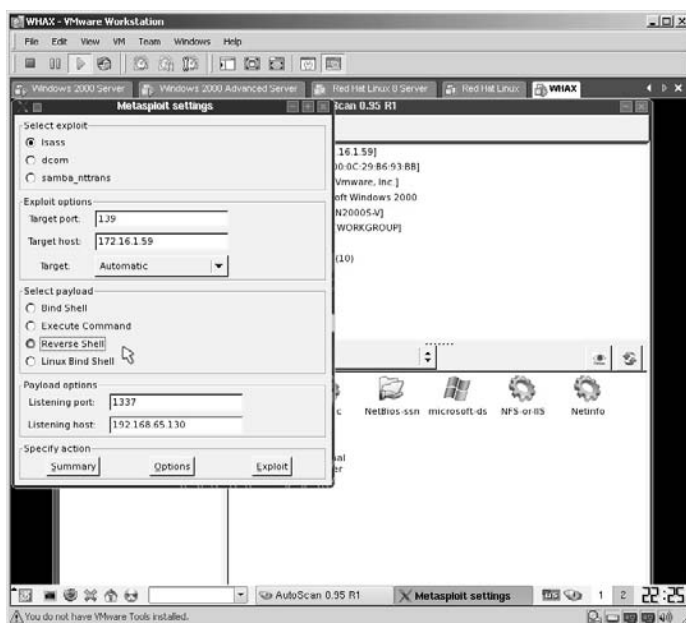 WHAX - VMware Workstation
File Edit View VM Team Windows Help
Windows 2000 Server Windows 2000 Advanced Server Red Hat Linux 8 Server Red Hat Linux WHAX
Metasploit settings
Scan 0.95 R1
Select exploit
lsass
dcom
samba_nttrans
Exploit options
Target port: 139
Target host: 172.16.1.59
Target: Automatic
Select payload
Bind Shell
Execute Command
Reverse Shell
Linux Bind Shell
Payload options
Listening port: 1337
Listening host: 192.168.65.130
Specify action
Summary Options Exploit
.16.1.59]
00:0C:29:B6:93:BB]
Vmware, Inc.]
oft Windows 2000
N2000S-V]
WORKGROUP]
(10)
c NetBios-ssn microsoft-ds NFS-or-IIS NetInfo
nal
er
AutoScan 0.95 R1 Metasploit settings 1 2 22:25
You do not have VMware Tools installed.